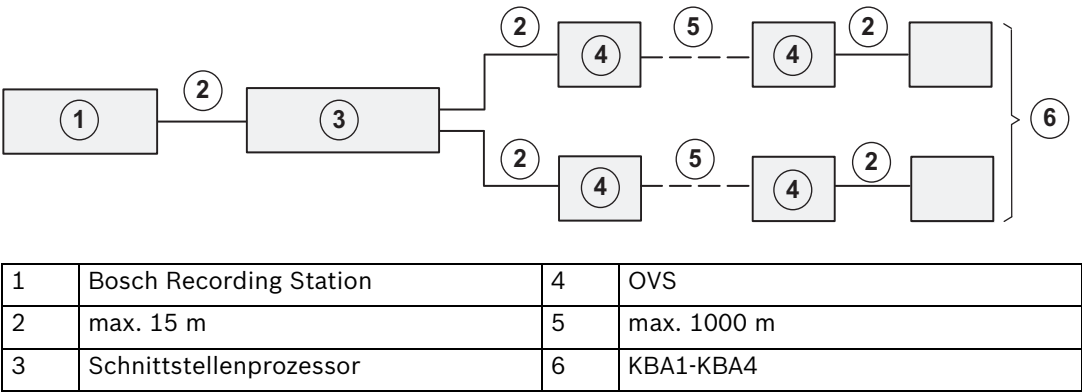 2 5 2
4 4
1 2 3
6
2 5 2
4 4
1 Bosch Recording Station 4 OVS
2 max. 15 m 5 max. 1000 m
3 Schnittstellenprozessor 6 KBA1-KBA4